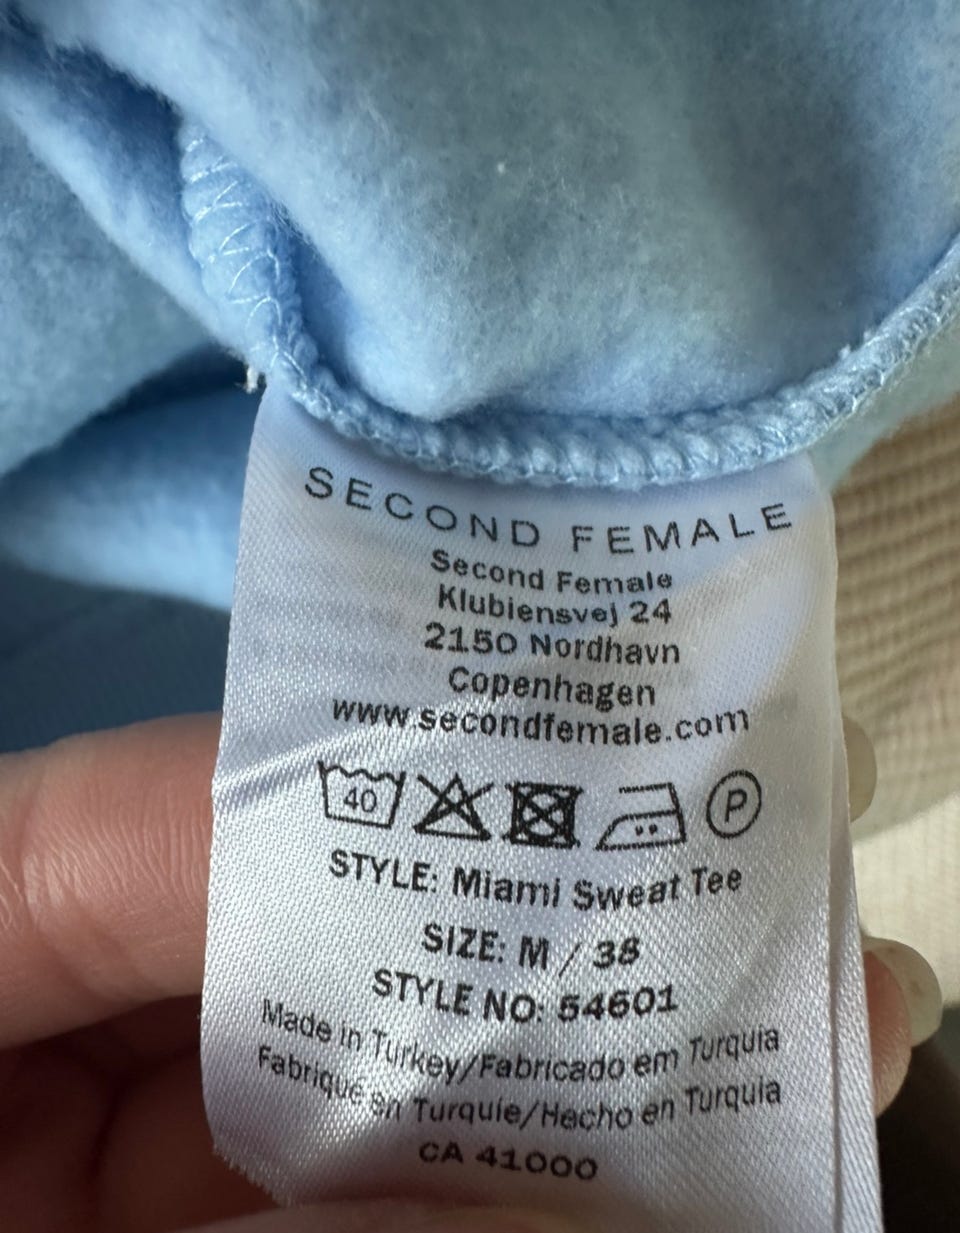 SECOND FEMALE
Second Female
Klubiensvej 24
2150 Nordhavn
Copenhagen
www.secondfemale.com
40 P
STYLE: Miami Sweat Tee
SIZE: M / 38
STYLE NO: 54601
Made in Turkey/Fabricado em Turquia
Fabriqué en Turquie/Hecho en Turquia
CA 41000